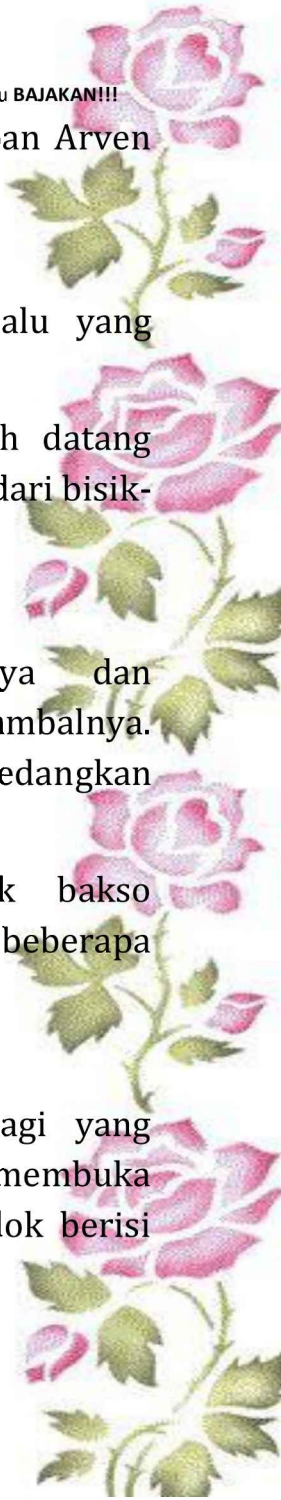 u BAJAKAN!!!
an Arven
alu yang
h datang
dari bisik-
ya dan
mbalnya.
edangkan
k bakso
beberapa
agi yang
membuka
lok berisi